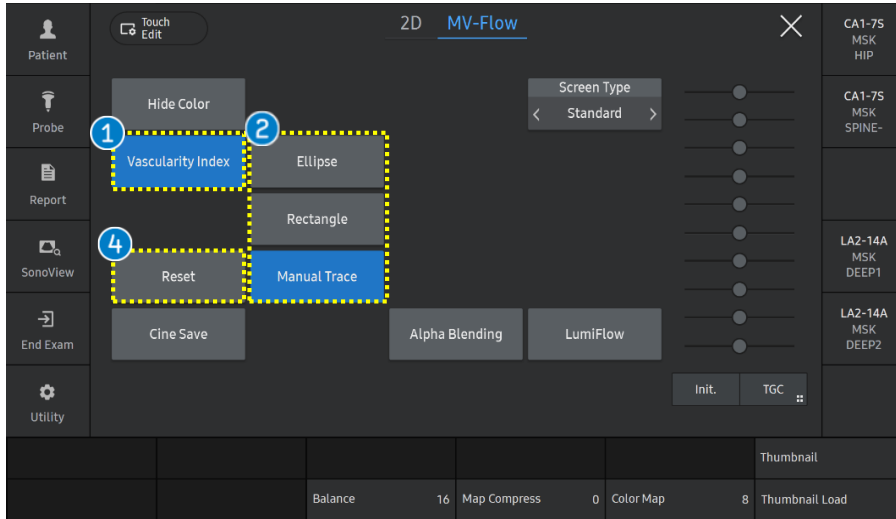 Touch
Edit
2D
MV-Flow
Patient
Probe
Report
SonoView
End Exam
Utility
Hide Color
1
Vascularity Index
2
Ellipse
Rectangle
4
Reset
Manual Trace
Cine Save
Alpha Blending
LumiFlow
Screen Type
< Standard >
Init.
TGC
CA1-7S
MSK
HIP
CA1-7S
MSK
SPINE-
LA2-14A
MSK
DEEP1
LA2-14A
MSK
DEEP2
Thumbnail
Balance 16
Map Compress 0
Color Map 8
Thumbnail Load